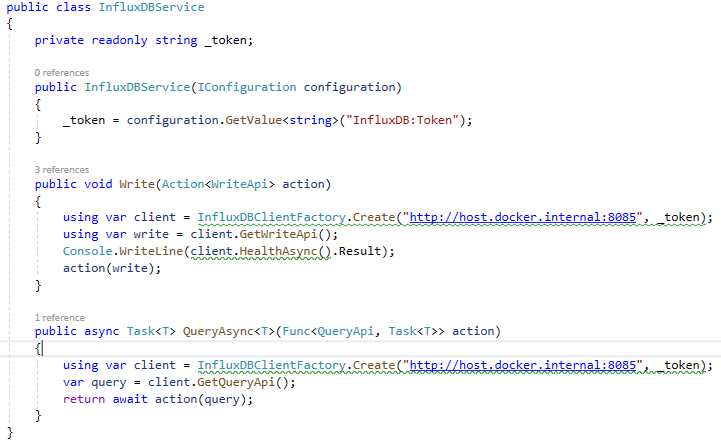 public class InfluxDBService
{
private readonly string _token;
0 references
public InfluxDBService(IConfiguration configuration)
{
_token = configuration.GetValue<string>("InfluxDB:Token");
}
3 references
public void Write(Action<WriteApi> action)
{
using var client = InfluxDBClientFactory.Create("http://host.docker.internal:8085", _token);
using var write = client.GetWriteApi();
Console.WriteLine(client.HealthAsync().Result);
action(write);
}
1 reference
public async Task<T> QueryAsync<T>(Func<QueryApi, Task<T>> action)
{
using var client = InfluxDBClientFactory.Create("http://host.docker.internal:8085", _token);
var query = client.GetQueryApi();
return await action(query);
}
}